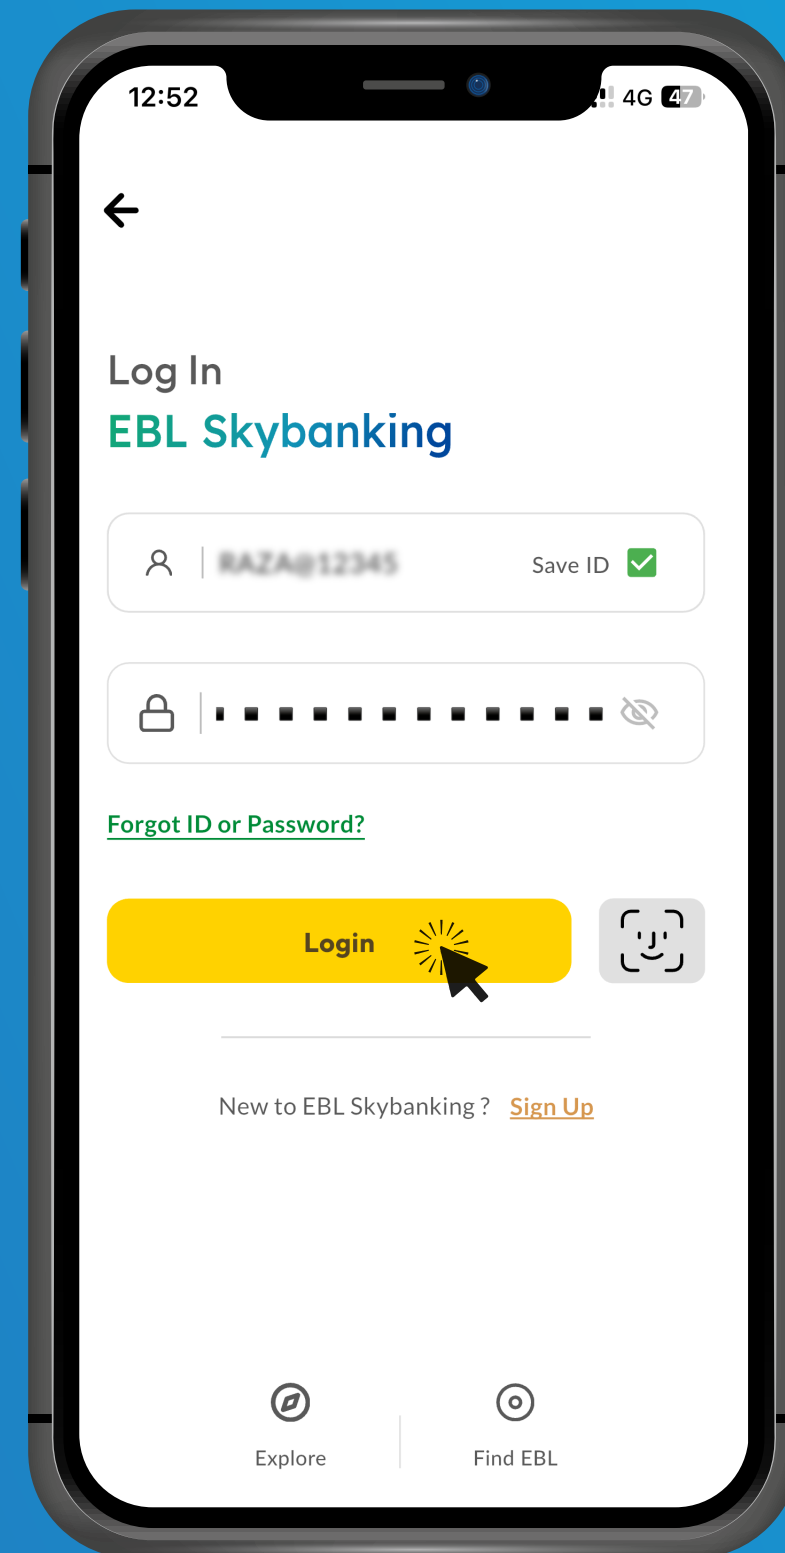 12:52
4G 47
Log In
EBL Skybanking
Save ID
Forgot ID or Password?
Login
New to EBL Skybanking ? Sign Up
Explore
Find EBL